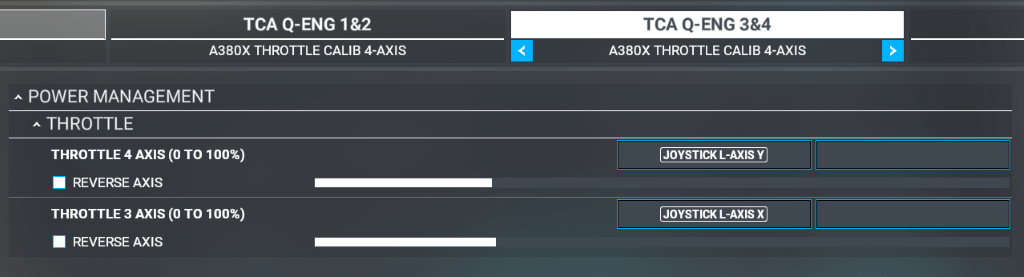 TCA Q-ENG 1&2
TCA Q-ENG 3&4
A380X THROTTLE CALIB 4-AXIS
A380X THROTTLE CALIB 4-AXIS
POWER MANAGEMENT
THROTTLE
THROTTLE 4 AXIS (0 TO 100%)
JOYSTICK L-AXIS Y
REVERSE AXIS
THROTTLE 3 AXIS (0 TO 100%)
JOYSTICK L-AXIS X
REVERSE AXIS